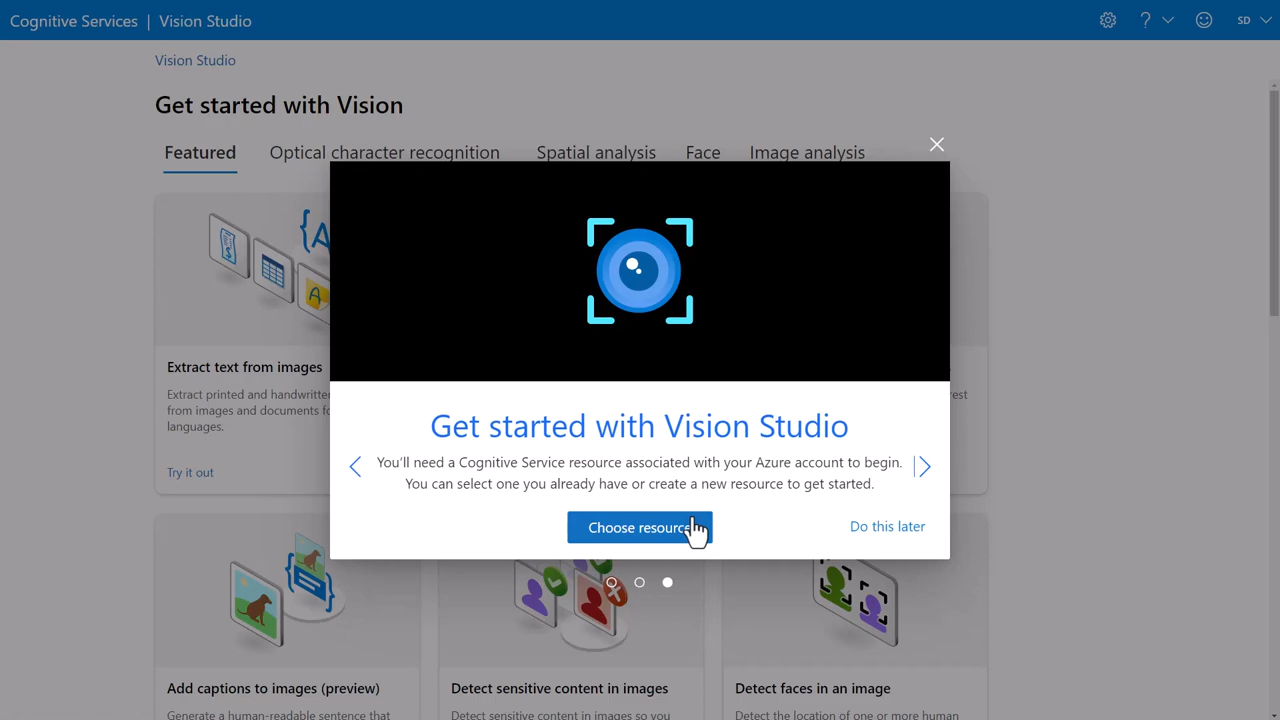 Cognitive Services | Vision Studio
SD
Vision Studio
Get started with Vision
Featured
Optical character recognition
Spatial analysis
Face
Image analysis
Extract text from images
Extract printed and handwritten
from images and documents fo
languages.
Try it out
est
Get started with Vision Studio
You'll need a Cognitive Service resource associated with your Azure account to begin.
You can select one you already have or create a new resource to get started.
Choose resource
Do this later
Add captions to images (preview)
Generate a human-readable sentence that
Detect sensitive content in images
Detect sensitive content in images so you
Detect faces in an image
Detect the location of one or more human